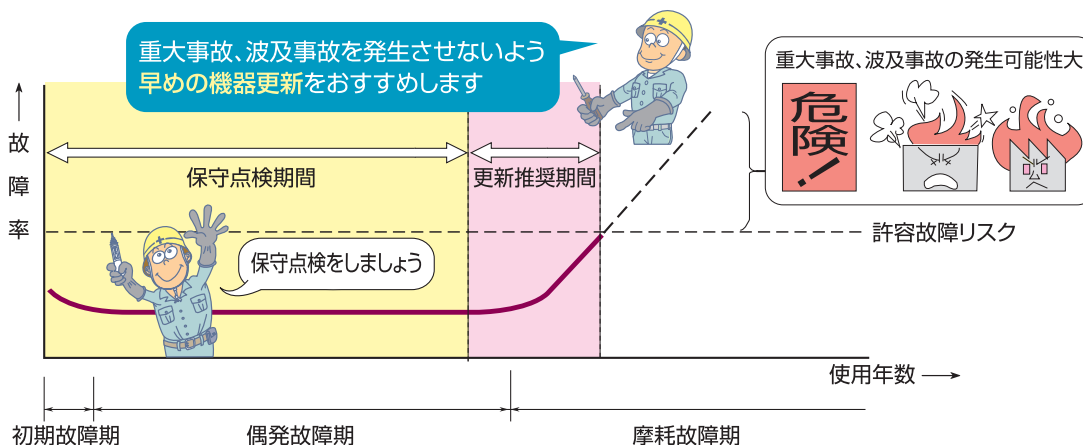 重大事故、波及事故を発生させないよう
早めの機器更新をおすすめします
重大事故、波及事故の発生可能性大
危険!
故障率
保守点検期間
更新推奨期間
許容故障リスク
保守点検をしましょう
使用年数
初期故障期
偶発故障期
摩耗故障期